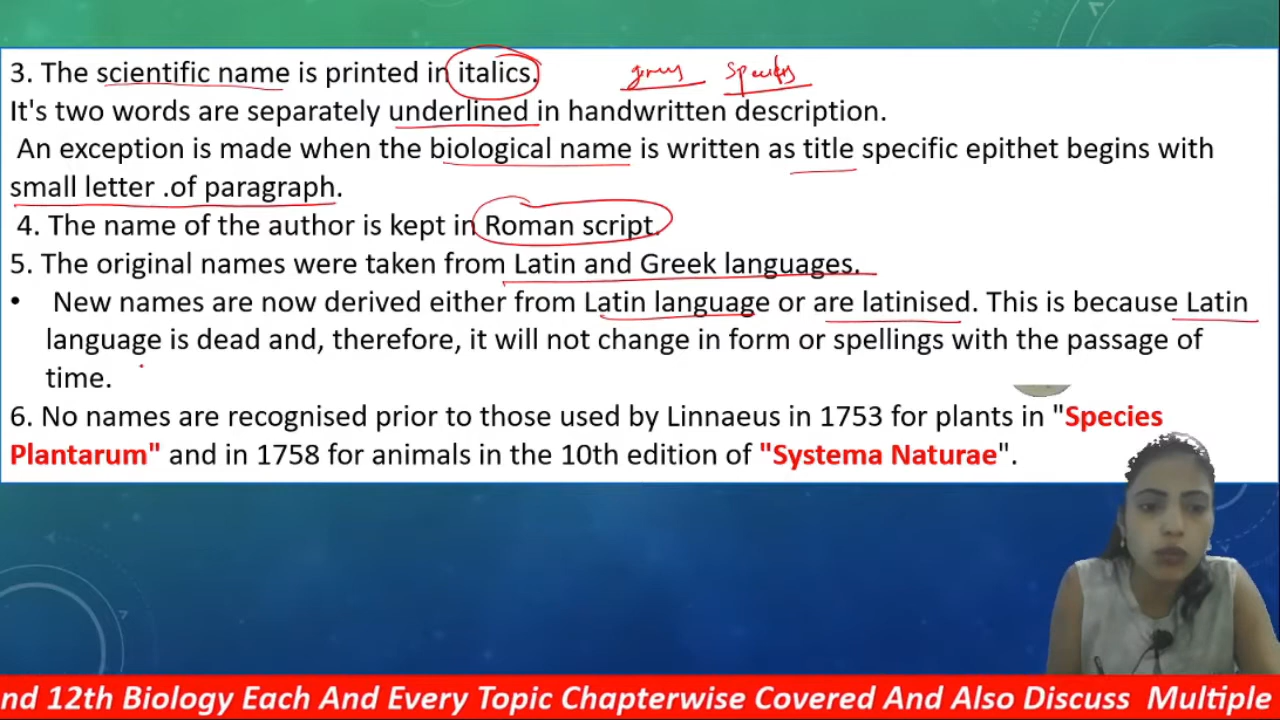 3. The scientific name is printed in italics. genus Species
It's two words are separately underlined in handwritten description.
An exception is made when the biological name is written as title specific epithet begins with
small letter .of paragraph.
4. The name of the author is kept in Roman script.
5. The original names were taken from Latin and Greek languages.
• New names are now derived either from Latin language or are latinised. This is because Latin
language is dead and, therefore, it will not change in form or spellings with the passage of
time.
6. No names are recognised prior to those used by Linnaeus in 1753 for plants in "Species
Plantarum" and in 1758 for animals in the 10th edition of "Systema Naturae".
nd 12th Biology Each And Every Topic Chapterwise Covered And Also Discuss Multiple